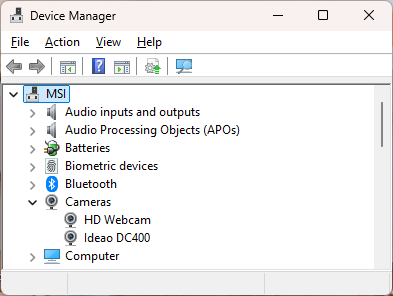 Device Manager
File Action View Help
MSI
Audio inputs and outputs
Audio Processing Objects (APOs)
Batteries
Biometric devices
Bluetooth
Cameras
HD Webcam
Ideao DC400
Computer